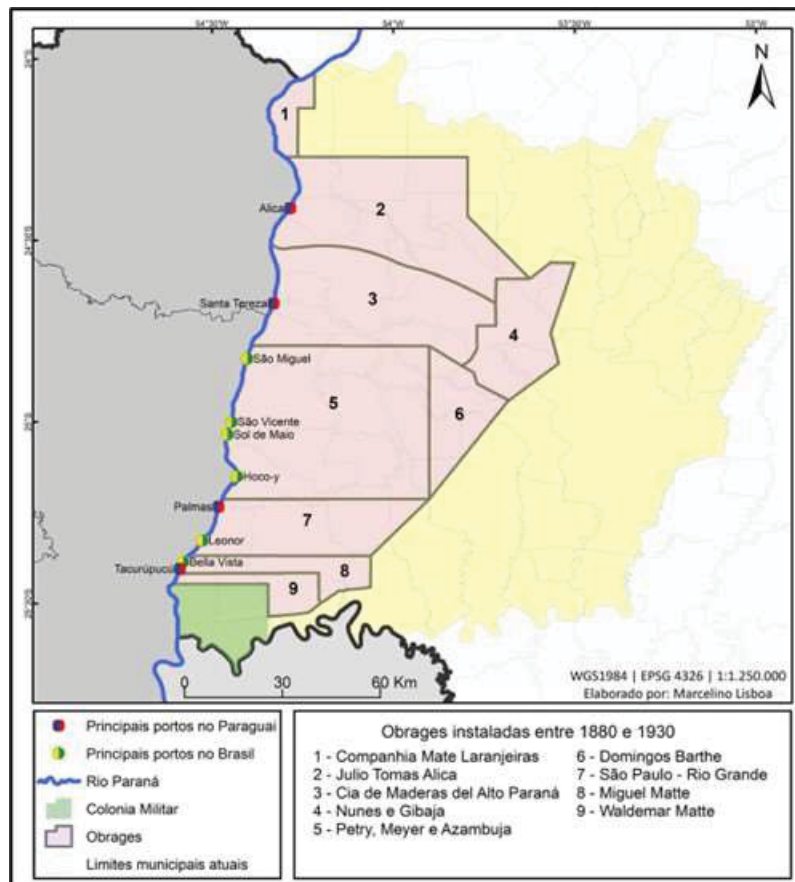 54°30'W 54°W 53°30'W 53°W
24°S
N
1
Alica
2
24°30'S
Santa Tereza
3
4
São Miguel
5
São Vicente
25°S
Sol de Maio
6
Hoco-y
Palmas
7
Leonor
Bella Vista
Tacurúpucú
8
9
25°30'S
WGS1984 | EPSG 4326 | 1:1.250.000
Elaborado por: Marcelino Lisboa
0 30 60 Km
Principais portos no Paraguai
Principais portos no Brasil
Rio Paraná
Colonia Militar
Obrages
Limites municipais atuais
Obrages instaladas entre 1880 e 1930
1 - Companhia Mate Laranjeiras
2 - Julio Tomas Alica
3 - Cia de Maderas del Alto Paraná
4 - Nunes e Gibaja
5 - Petry, Meyer e Azambuja
6 - Domingos Barthe
7 - São Paulo - Rio Grande
8 - Miguel Matte
9 - Waldemar Matte